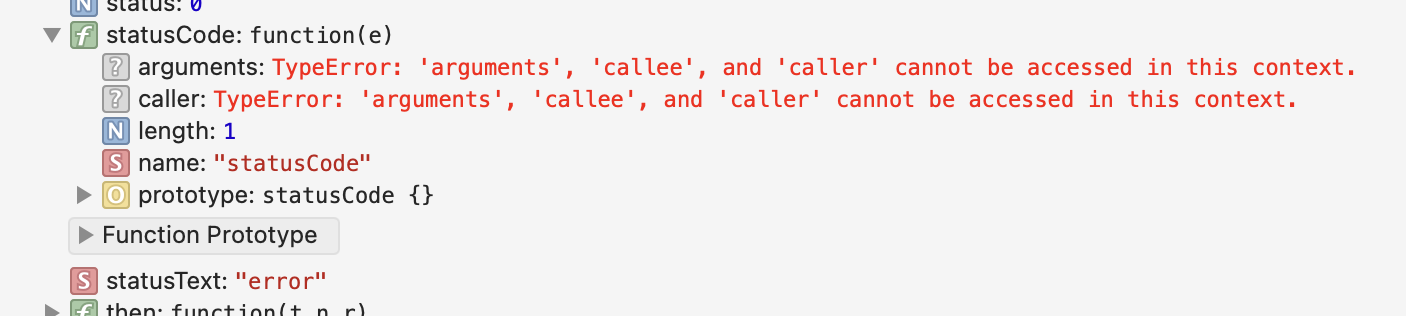 N status: 0
f statusCode: function(e)
? arguments: TypeError: 'arguments', 'callee', and 'caller' cannot be accessed in this context.
? caller: TypeError: 'arguments', 'callee', and 'caller' cannot be accessed in this context.
N length: 1
S name: "statusCode"
O prototype: statusCode {}
Function Prototype
S statusText: "error"
f then: function(t,n,r)